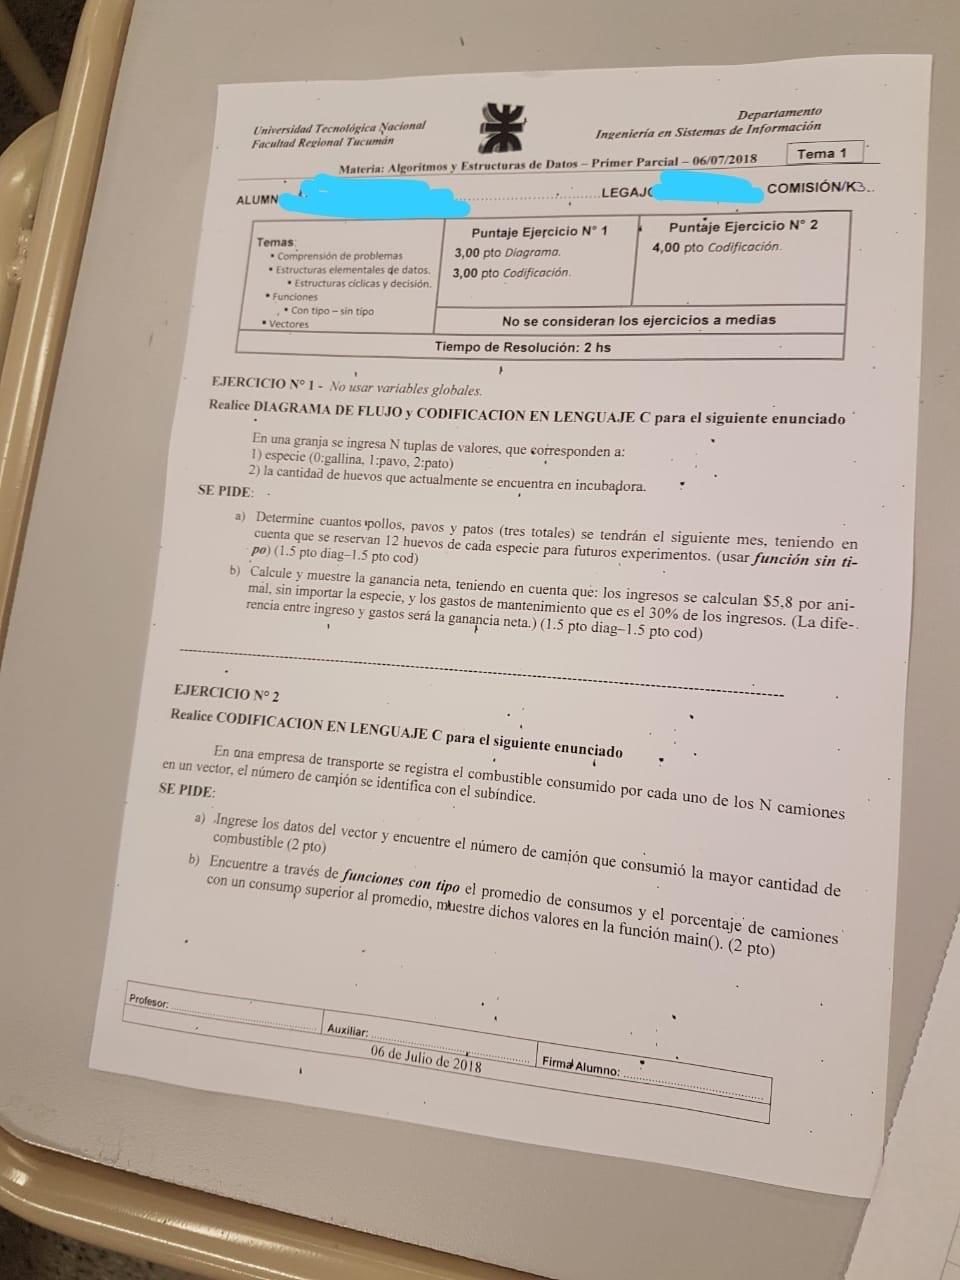 Universidad Tecnológica Nacional
Facultad Regional Tucumán
Departamento
Ingeniería en Sistemas de Información
Materia: Algoritmos y Estructuras de Datos – Primer Parcial – 06/07/2018
Tema 1
ALUMN ........ LEGAJO COMISIÓN/K3..
Temas:
• Comprensión de problemas
• Estructuras elementales de datos.
• Estructuras cíclicas y decisión.
• Funciones
• Con tipo – sin tipo
• Vectores
Puntaje Ejercicio N° 1
3,00 pto Diagrama.
3,00 pto Codificación.
Puntaje Ejercicio N° 2
4,00 pto Codificación.
No se consideran los ejercicios a medias
Tiempo de Resolución: 2 hs
EJERCICIO N° 1 - No usar variables globales.
Realice DIAGRAMA DE FLUJO y CODIFICACION EN LENGUAJE C para el siguiente enunciado
En una granja se ingresa N tuplas de valores, que corresponden a:
1) especie (0:gallina, 1:pavo, 2:pato)
2) la cantidad de huevos que actualmente se encuentra en incubadora.
SE PIDE:
a) Determine cuantos pollos, pavos y patos (tres totales) se tendrán el siguiente mes, teniendo en
cuenta que se reservan 12 huevos de cada especie para futuros experimentos. (usar función sin ti-
po) (1.5 pto diag–1.5 pto cod)
b) Calcule y muestre la ganancia neta, teniendo en cuenta que: los ingresos se calculan $5,8 por ani-
mal, sin importar la especie, y los gastos de mantenimiento que es el 30% de los ingresos. (La dife-
rencia entre ingreso y gastos será la ganancia neta.) (1.5 pto diag–1.5 pto cod)
EJERCICIO N° 2
Realice CODIFICACION EN LENGUAJE C para el siguiente enunciado
En una empresa de transporte se registra el combustible consumido por cada uno de los N camiones
en un vector, el número de camión se identifica con el subíndice.
SE PIDE:
a) Ingrese los datos del vector y encuentre el número de camión que consumió la mayor cantidad de
combustible (2 pto)
b) Encuentre a través de funciones con tipo el promedio de consumos y el porcentaje de camiones
con un consumo superior al promedio, muestre dichos valores en la función main(). (2 pto)
Profesor: ........ Auxiliar: ........ Firma Alumno: ........
06 de Julio de 2018